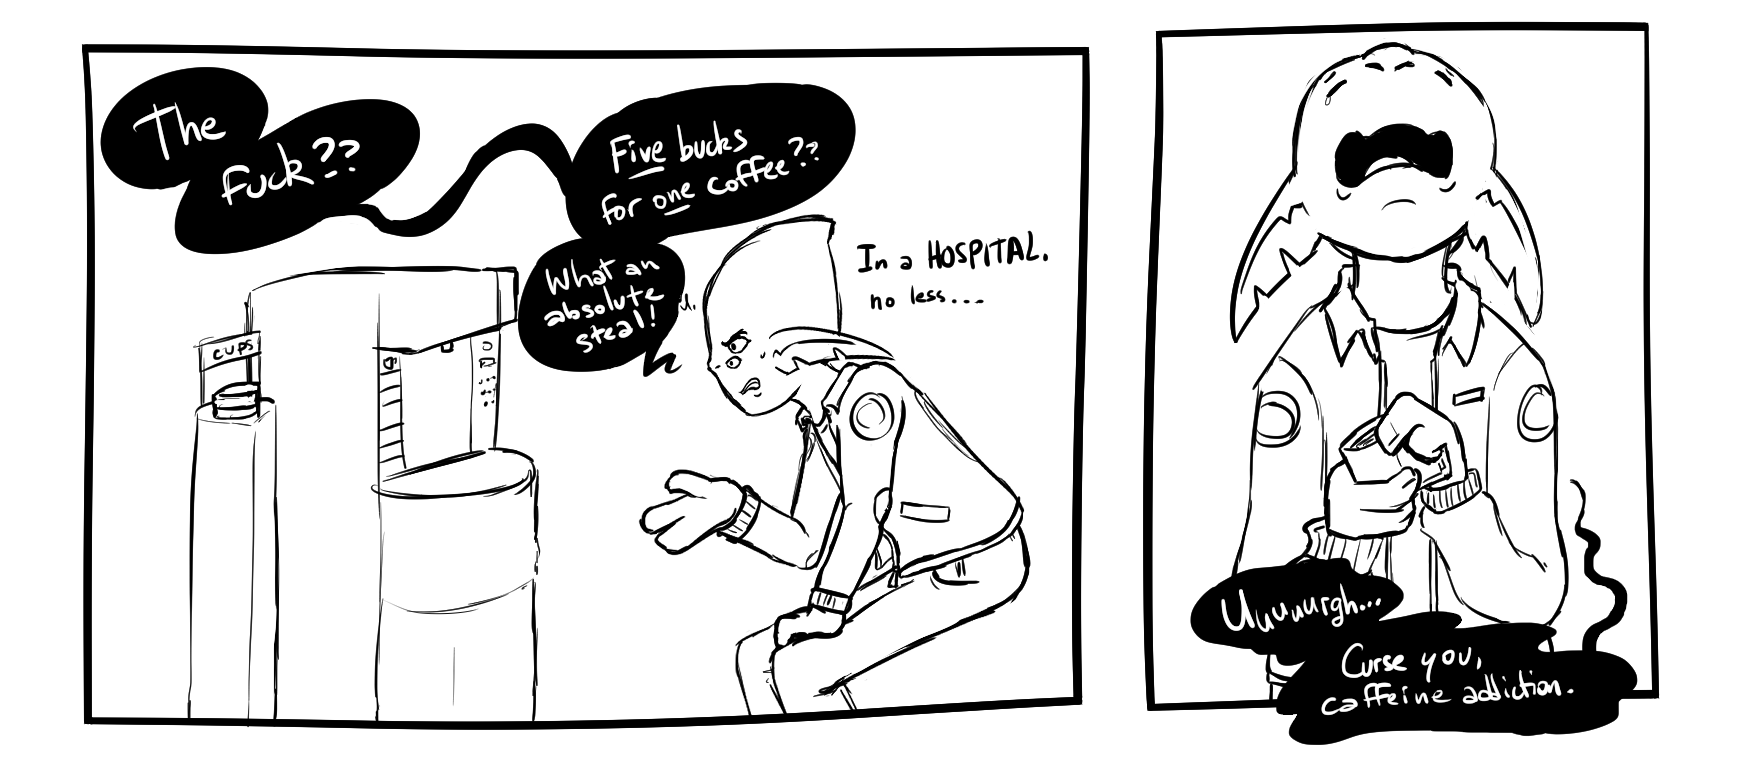 The
fuck??
Five bucks
for one coffee??
What an
absolute
steal!
In a HOSPITAL.
no less...
CUPS
Uuuuurgh...
Curse you,
caffeine addiction.